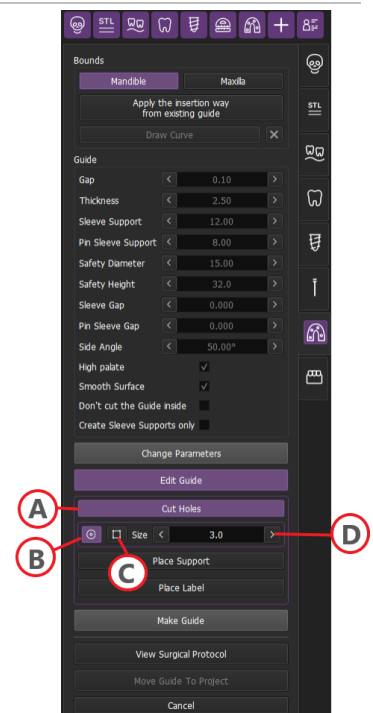 STL
Bounds
Mandible Maxilla
Apply the insertion way
from existing guide
Draw Curve
STL
Guide
Gap 0.10
Thickness 2.50
Sleeve Support 12.00
Pin Sleeve Support 8.00
Safety Diameter 15.00
Safety Height 32.0
Sleeve Gap 0.000
Pin Sleeve Gap 0.000
Side Angle 50.00°
High palate
Smooth Surface
Don't cut the Guide inside
Create Sleeve Supports only
Change Parameters
Edit Guide
A Cut Holes
B C Size 3.0 D
Place Support
Place Label
Make Guide
View Surgical Protocol
Move Guide To Project
Cancel